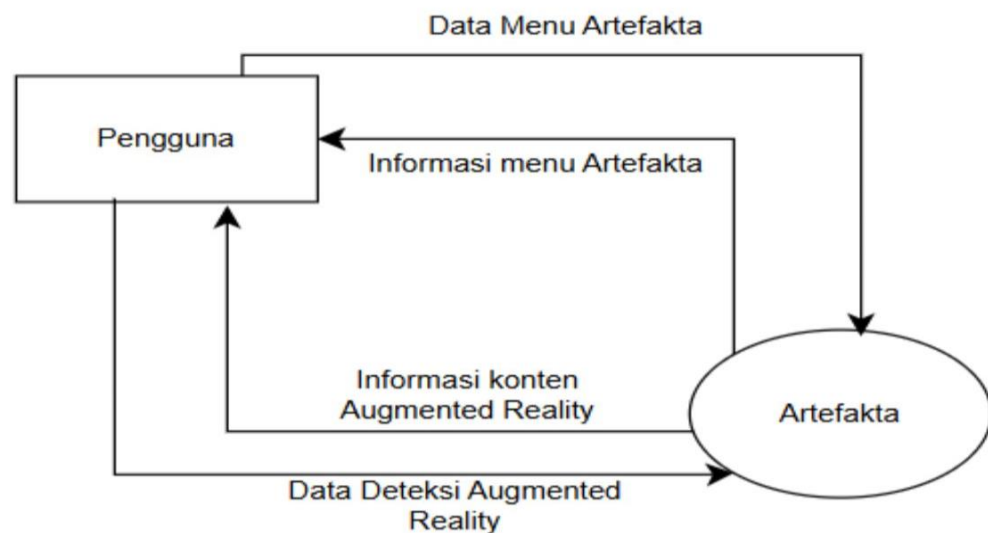 Data Menu Artefakta
Pengguna
Informasi menu Artefakta
Informasi konten
Augmented Reality
Artefakta
Data Deteksi Augmented
Reality